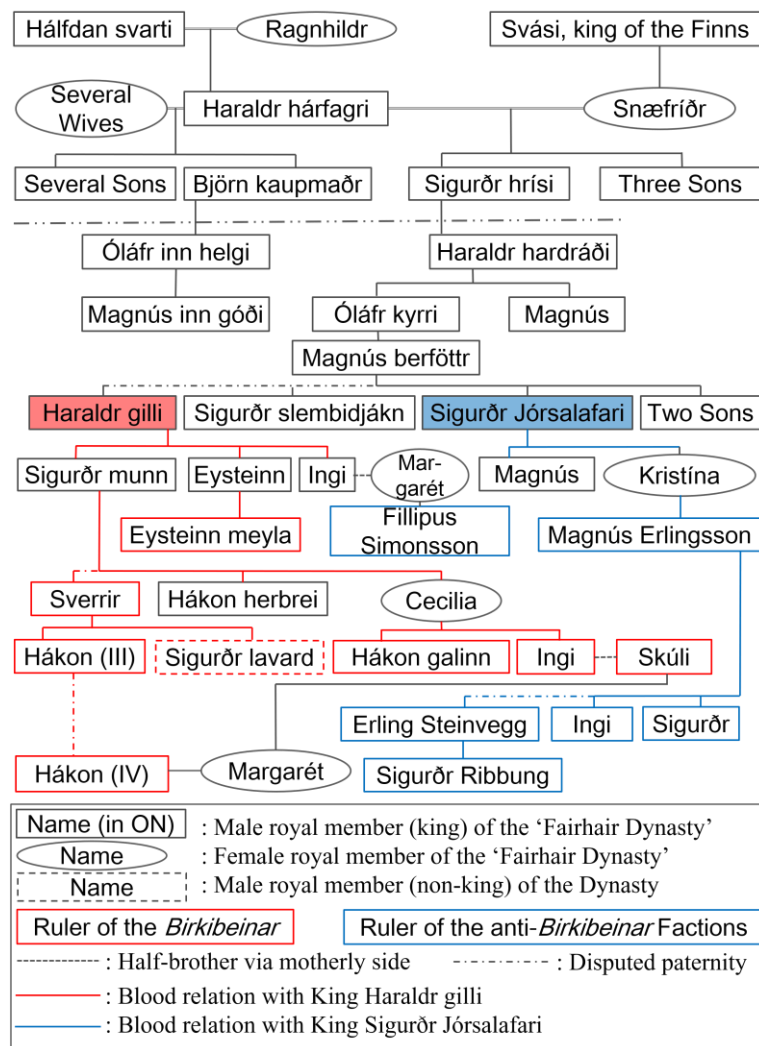 Hálfdan svarti
Ragnhildr
Svási, king of the Finns
Several
Wives
Haraldr hárfagri
Snæfríðr
Several Sons
Björn kaupmaðr
Sigurðr hrísi
Three Sons
Óláfr inn helgi
Haraldr hardráði
Magnús inn góði
Óláfr kyrri
Magnús
Magnús berföttr
Haraldr gilli
Sigurðr slembidjákn
Sigurðr Jórsalafari
Two Sons
Sigurðr munn
Eysteinn
Ingi
Mar-
garét
Magnús
Kristína
Eysteinn meyla
Fillipus
Simonsson
Magnús Erlingsson
Sverrir
Hákon herbrei
Cecilia
Hákon (III)
Sigurðr lavard
Hákon galinn
Ingi
Skúli
Erling Steinvegg
Ingi
Sigurðr
Hákon (IV)
Margarét
Sigurðr Ribbung
Name (in ON) : Male royal member (king) of the ‘Fairhair Dynasty’
Name : Female royal member of the ‘Fairhair Dynasty’
Name : Male royal member (non-king) of the Dynasty
Ruler of the Birkibeinar
Ruler of the anti-Birkibeinar Factions
: Half-brother via motherly side
: Disputed paternity
: Blood relation with King Haraldr gilli
: Blood relation with King Sigurðr Jórsalafari